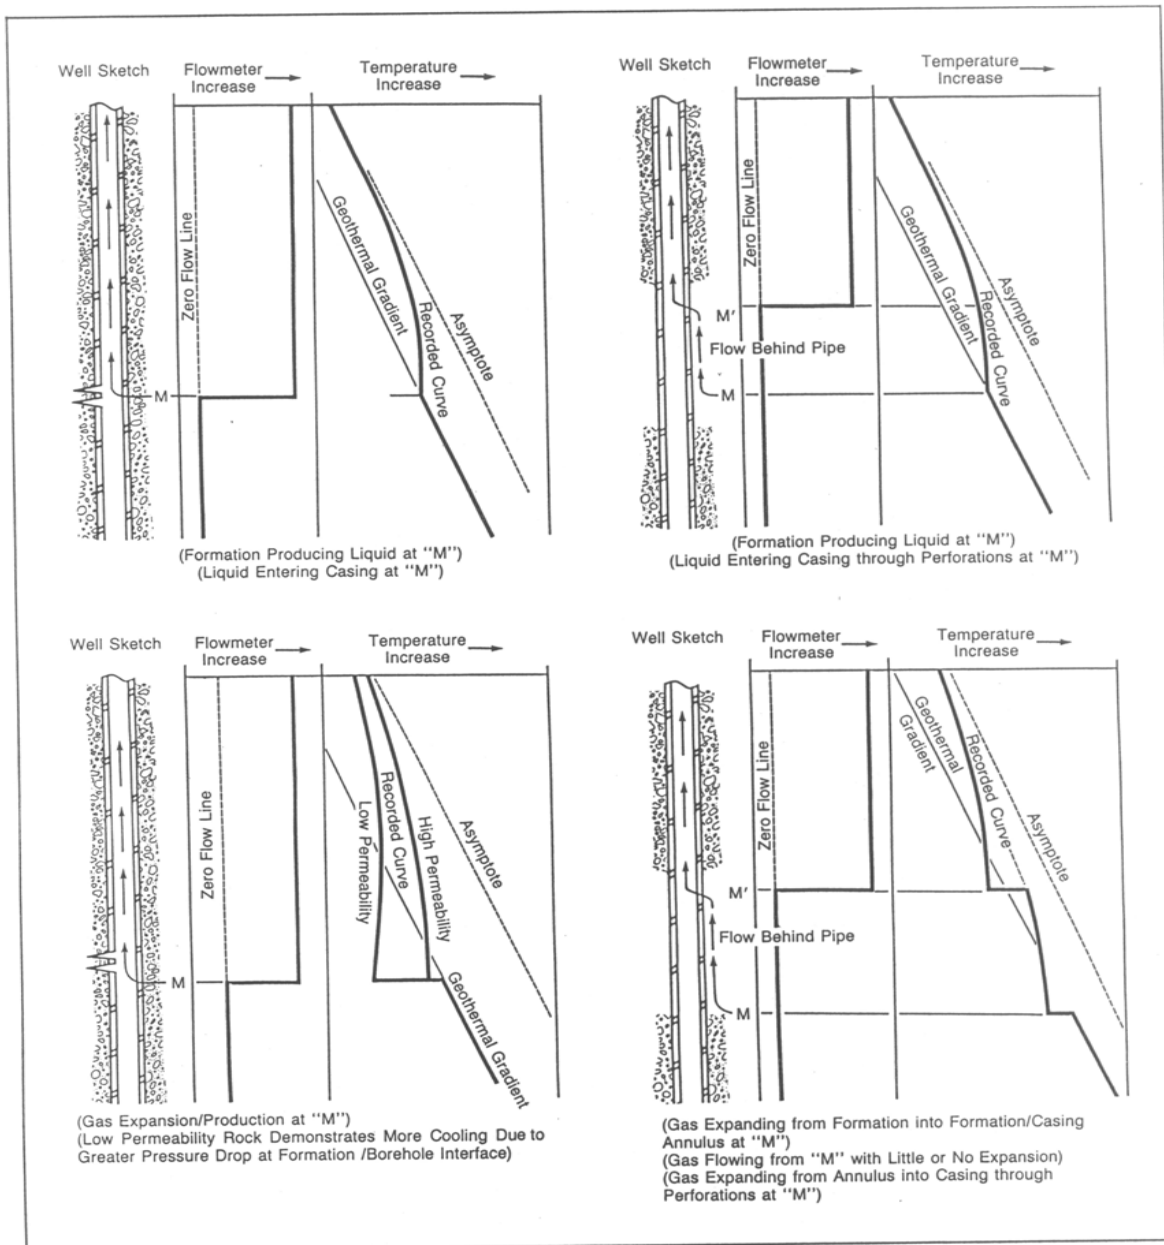 Well Sketch
Flowmeter
Increase
Temperature
Increase
Zero Flow Line
Geothermal Gradient
Recorded Curve
Asymptote
M
(Formation Producing Liquid at "M")
(Liquid Entering Casing at "M")
Well Sketch
Flowmeter
Increase
Temperature
Increase
Zero Flow Line
Geothermal Gradient
Recorded Curve
Asymptote
M'
Flow Behind Pipe
M
(Formation Producing Liquid at "M")
(Liquid Entering Casing through Perforations at "M")
Well Sketch
Flowmeter
Increase
Temperature
Increase
Zero Flow Line
Low Permeability
Recorded Curve
High Permeability
Asymptote
M
Geothermal Gradient
(Gas Expansion/Production at "M")
(Low Permeability Rock Demonstrates More Cooling Due to
Greater Pressure Drop at Formation /Borehole Interface)
Well Sketch
Flowmeter
Increase
Temperature
Increase
Zero Flow Line
Geothermal
Gradient
Recorded Curve
Asymptote
M'
Flow Behind Pipe
M
(Gas Expanding from Formation into Formation/Casing
Annulus at "M")
(Gas Flowing from "M" with Little or No Expansion)
(Gas Expanding from Annulus into Casing through
Perforations at "M")